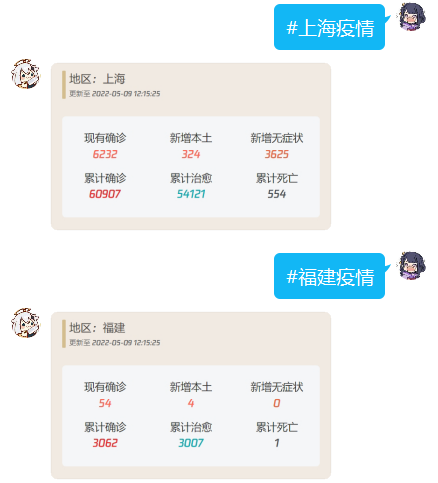 #上海疫情
地区：上海
更新至 2022-05-09 12:15:25
现有确诊 新增本土 新增无症状
6232 324 3625
累计确诊 累计治愈 累计死亡
60907 54121 554
#福建疫情
地区：福建
更新至 2022-05-09 12:15:25
现有确诊 新增本土 新增无症状
54 4 0
累计确诊 累计治愈 累计死亡
3062 3007 1